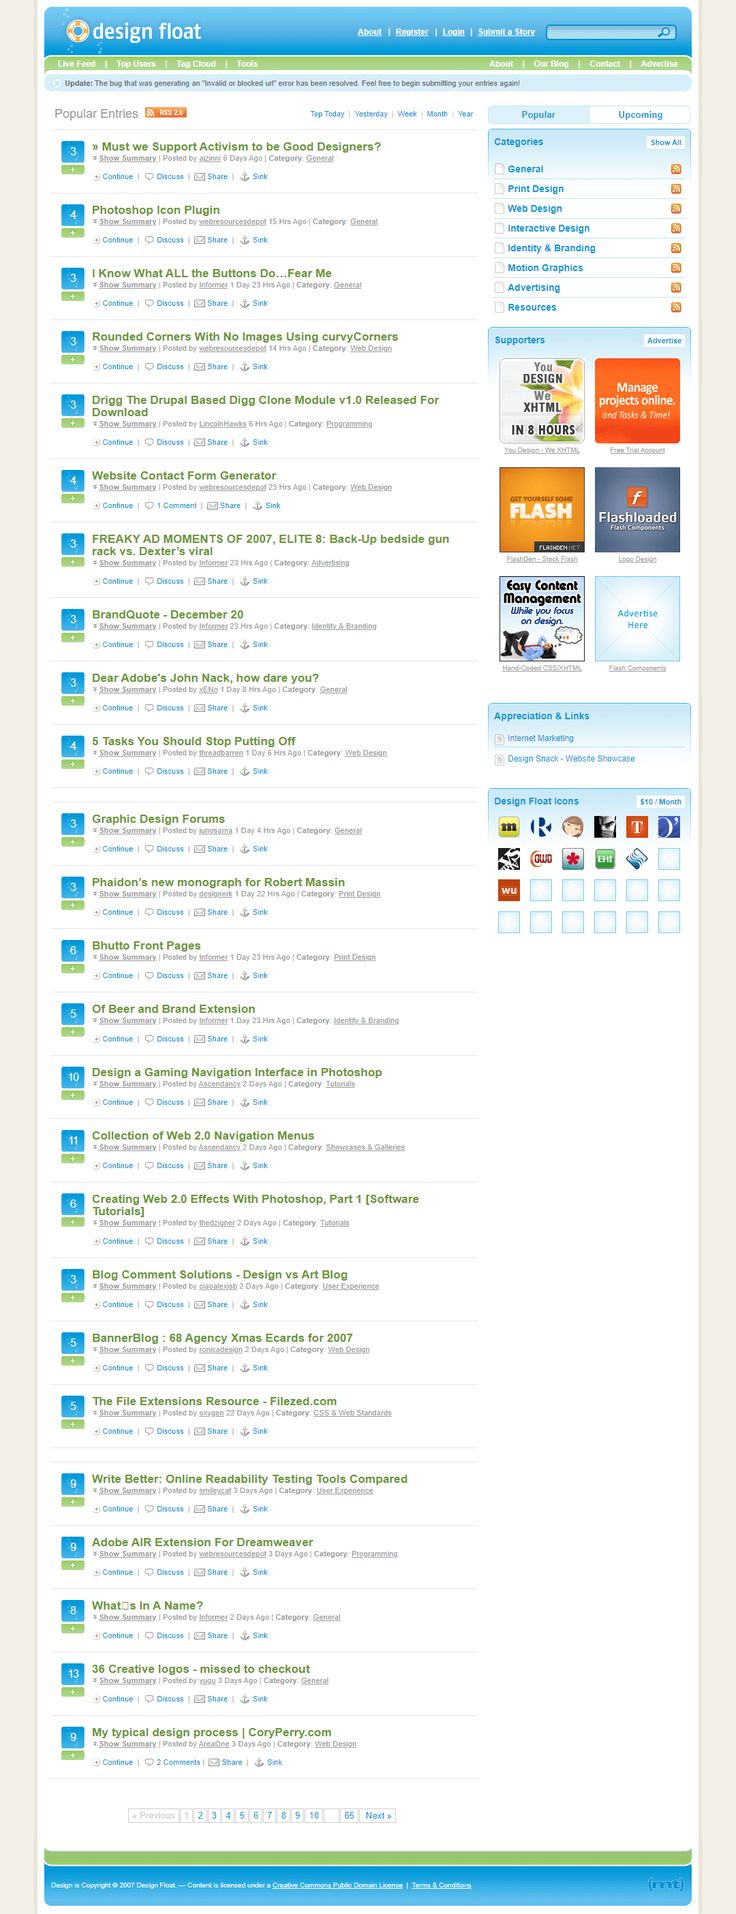 design float
About | Register | Login | Submit a Story
Live Feed | Top Users | Tag Cloud | Tools
About | Our Blog | Contact | Advertise
Update: The bug that was generating an "Invalid or blocked url" error has been resolved. Feel free to begin submitting your entries again!
Popular Entries RSS 2.0
Top Today | Yesterday | Week | Month | Year
3
+
» Must we Support Activism to be Good Designers?
Show Summary | Posted by ajzinni 6 Days Ago | Category: General
Continue | Discuss | Share | Sink
4
+
Photoshop Icon Plugin
Show Summary | Posted by webresourcesdepot 15 Hrs Ago | Category: General
Continue | Discuss | Share | Sink
3
+
I Know What ALL the Buttons Do…Fear Me
Show Summary | Posted by Informer 1 Day 23 Hrs Ago | Category: General
Continue | Discuss | Share | Sink
3
+
Rounded Corners With No Images Using curvyCorners
Show Summary | Posted by webresourcesdepot 14 Hrs Ago | Category: Web Design
Continue | Discuss | Share | Sink
3
+
Drigg The Drupal Based Digg Clone Module v1.0 Released For
Download
Show Summary | Posted by LincolnHawks 6 Hrs Ago | Category: Programming
Continue | Discuss | Share | Sink
4
+
Website Contact Form Generator
Show Summary | Posted by webresourcesdepot 23 Hrs Ago | Category: Web Design
Continue | 1 Comment | Share | Sink
3
+
FREAKY AD MOMENTS OF 2007, ELITE 8: Back-Up bedside gun
rack vs. Dexter’s viral
Show Summary | Posted by Informer 23 Hrs Ago | Category: Advertising
Continue | Discuss | Share | Sink
3
+
BrandQuote - December 20
Show Summary | Posted by Informer 23 Hrs Ago | Category: Identity & Branding
Continue | Discuss | Share | Sink
3
+
Dear Adobe's John Nack, how dare you?
Show Summary | Posted by xENo 1 Day 8 Hrs Ago | Category: General
Continue | Discuss | Share | Sink
4
+
5 Tasks You Should Stop Putting Off
Show Summary | Posted by threadbarren 1 Day 6 Hrs Ago | Category: Web Design
Continue | Discuss | Share | Sink
3
+
Graphic Design Forums
Show Summary | Posted by junosama 1 Day 4 Hrs Ago | Category: General
Continue | Discuss | Share | Sink
3
+
Phaidon’s new monograph for Robert Massin
Show Summary | Posted by designerk 1 Day 22 Hrs Ago | Category: Print Design
Continue | Discuss | Share | Sink
6
+
Bhutto Front Pages
Show Summary | Posted by Informer 1 Day 23 Hrs Ago | Category: Print Design
Continue | Discuss | Share | Sink
5
+
Of Beer and Brand Extension
Show Summary | Posted by Informer 1 Day 23 Hrs Ago | Category: Identity & Branding
Continue | Discuss | Share | Sink
10
+
Design a Gaming Navigation Interface in Photoshop
Show Summary | Posted by Ascendancy 2 Days Ago | Category: Tutorials
Continue | Discuss | Share | Sink
11
+
Collection of Web 2.0 Navigation Menus
Show Summary | Posted by Ascendancy 2 Days Ago | Category: Showcases & Galleries
Continue | Discuss | Share | Sink
6
+
Creating Web 2.0 Effects With Photoshop, Part 1 [Software
Tutorials]
Show Summary | Posted by thedzigner 2 Days Ago | Category: Tutorials
Continue | Discuss | Share | Sink
3
+
Blog Comment Solutions - Design vs Art Blog
Show Summary | Posted by ciaoalexisb 2 Days Ago | Category: User Experience
Continue | Discuss | Share | Sink
5
+
BannerBlog : 68 Agency Xmas Ecards for 2007
Show Summary | Posted by ronicadesign 2 Days Ago | Category: Web Design
Continue | Discuss | Share | Sink
5
+
The File Extensions Resource - Filezed.com
Show Summary | Posted by oxygen 22 Days Ago | Category: CSS & Web Standards
Continue | Discuss | Share | Sink
9
+
Write Better: Online Readability Testing Tools Compared
Show Summary | Posted by smileycat 3 Days Ago | Category: User Experience
Continue | Discuss | Share | Sink
9
+
Adobe AIR Extension For Dreamweaver
Show Summary | Posted by webresourcesdepot 3 Days Ago | Category: Programming
Continue | Discuss | Share | Sink
8
+
What□s In A Name?
Show Summary | Posted by Informer 2 Days Ago | Category: General
Continue | Discuss | Share | Sink
13
+
36 Creative logos - missed to checkout
Show Summary | Posted by yugu 3 Days Ago | Category: General
Continue | Discuss | Share | Sink
9
+
My typical design process | CoryPerry.com
Show Summary | Posted by AreaOne 3 Days Ago | Category: Web Design
Continue | 2 Comments | Share | Sink
« Previous 1 2 3 4 5 6 7 8 9 10 ... 65 Next »
Popular Upcoming
Categories Show All
General
Print Design
Web Design
Interactive Design
Identity & Branding
Motion Graphics
Advertising
Resources
Supporters Advertise
You
DESIGN
We
XHTML
IN 8 HOURS
You Design - We XHTML
Manage
projects online.
and Tasks & Time!
Free Trial Account
GET YOURSELF SOME
FLASH
FLASHDEN.NET
FlashDen - Stock Flash
Flashloaded
Flash Components
Logo Design
Easy Content
Management
While you focus
on design.
Hand-Coded CSS/XHTML
Advertise
Here
Flash Components
Appreciation & Links
Internet Marketing
Design Snack - Website Showcase
Design Float Icons $10 / Month
m
R
T
GWD
EHI
wu
Design is Copyright © 2007 Design Float. — Content is licensed under a Creative Commons Public Domain License | Terms & Conditions
(mt)